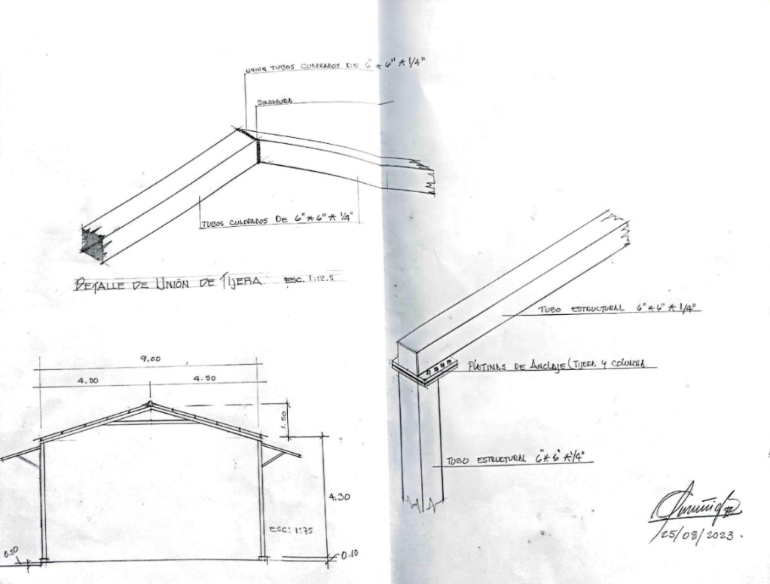 UNION TUBOS CUADRADOS DE 6" * 6" * 1/4"
SOLDADURA
TUBOS CUADRADOS DE 6" * 6" * 1/4"
DETALLE DE UNIÓN DE TIJERA ESC. 1:12.5
TUBO ESTRUCTURAL 6" * 6" * 1/4"
PLATINAS DE ANCLAJE (TIJERA Y COLUMNA
TUBO ESTRUCTURAL 6" * 6" * 1/4"
9.00
4.50 4.50
1.50
4.50
ESC: 1:75
0.10
-0.10
25/08/2023.